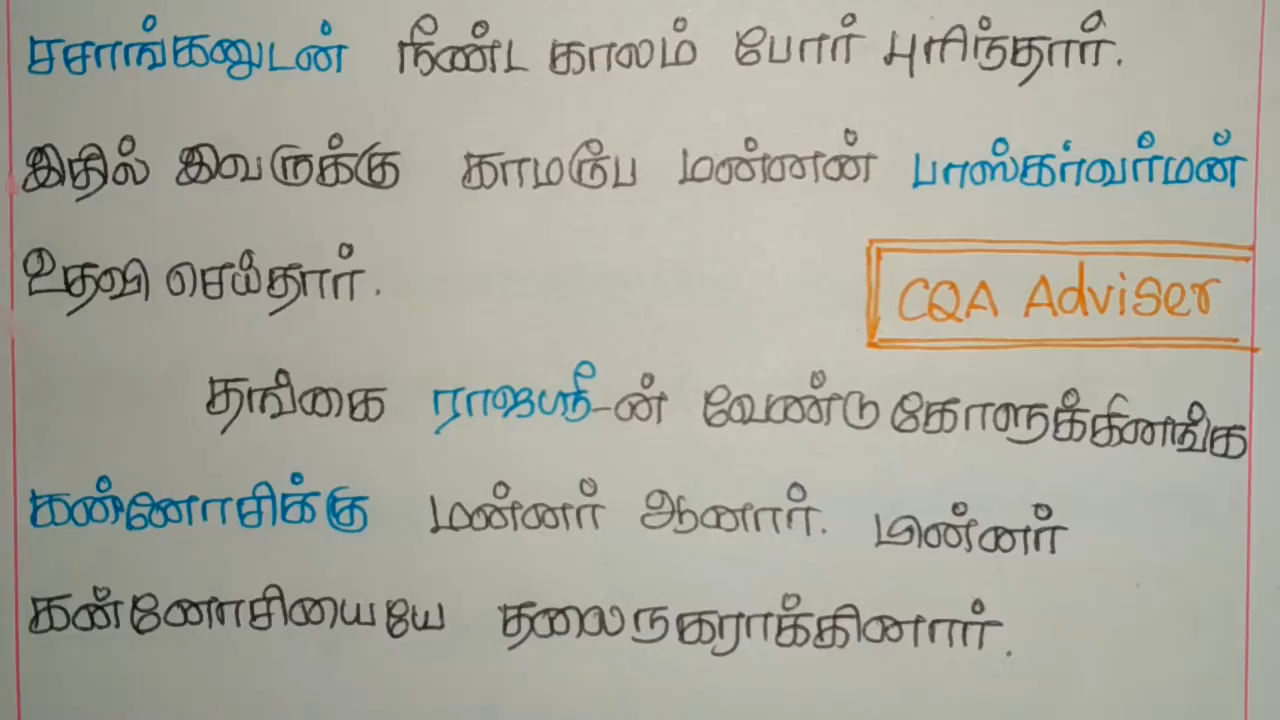 சசாங்கனுடன் நீண்ட காலம் போர் புரிந்தார்.
இதில் இவருக்கு காமரூப மன்னன் பாஸ்கர்வர்மன்
உதவி செய்தார்.
CQA Adviser
தங்கை ராஜஸ்ரீ-ன் வேண்டுகோளுக்கிணங்க
கன்னோசிக்கு மன்னர் ஆனார். பின்னர்
கன்னோசியையே தலைநகராக்கினார்.